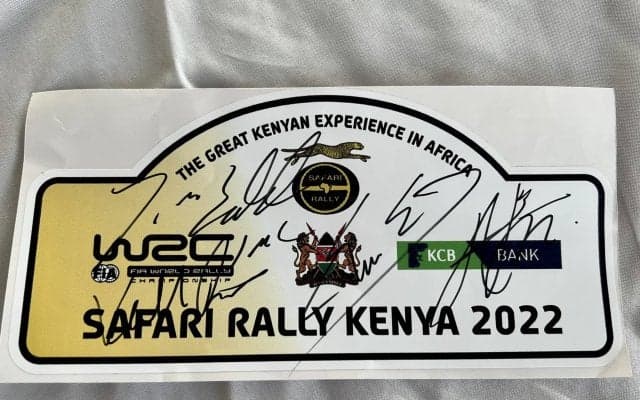 THE GREAT KENYAN EXPERIENCE IN AFRICA
SAFARI
RALLY
WRC
FIA WORLD RALLY
CHAMPIONSHIP
KCB BANK
SAFARI RALLY KENYA 2022